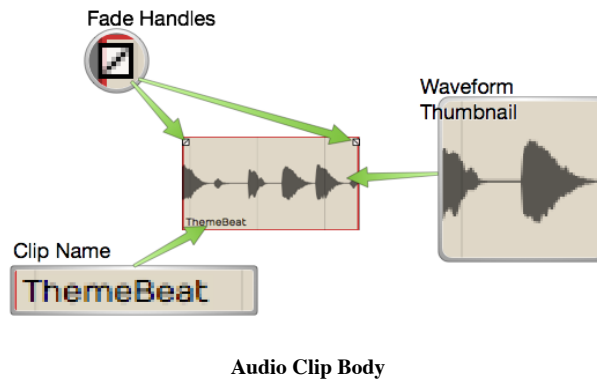 Fade Handles
Waveform
Thumbnail
ThemeBeat
Clip Name
ThemeBeat
Audio Clip Body